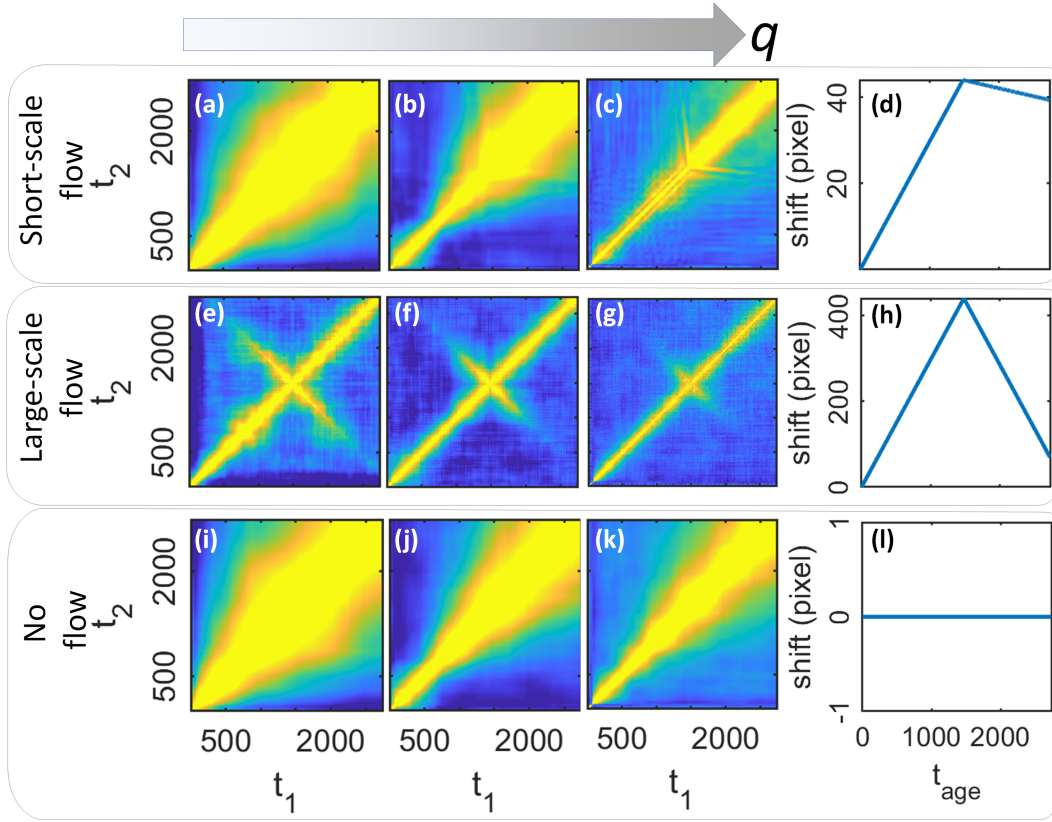 q
Short-scale
flow
t2
2000
500
(a)
(b)
(c)
shift (pixel)
40
20
(d)
Large-scale
flow
t2
2000
500
(e)
(f)
(g)
shift (pixel)
400
200
0
(h)
No
flow
t2
2000
500
(i)
(j)
(k)
shift (pixel)
1
0
-1
(l)
500 2000
500 2000
500 2000
0 1000 2000
t1
t1
t1
tage